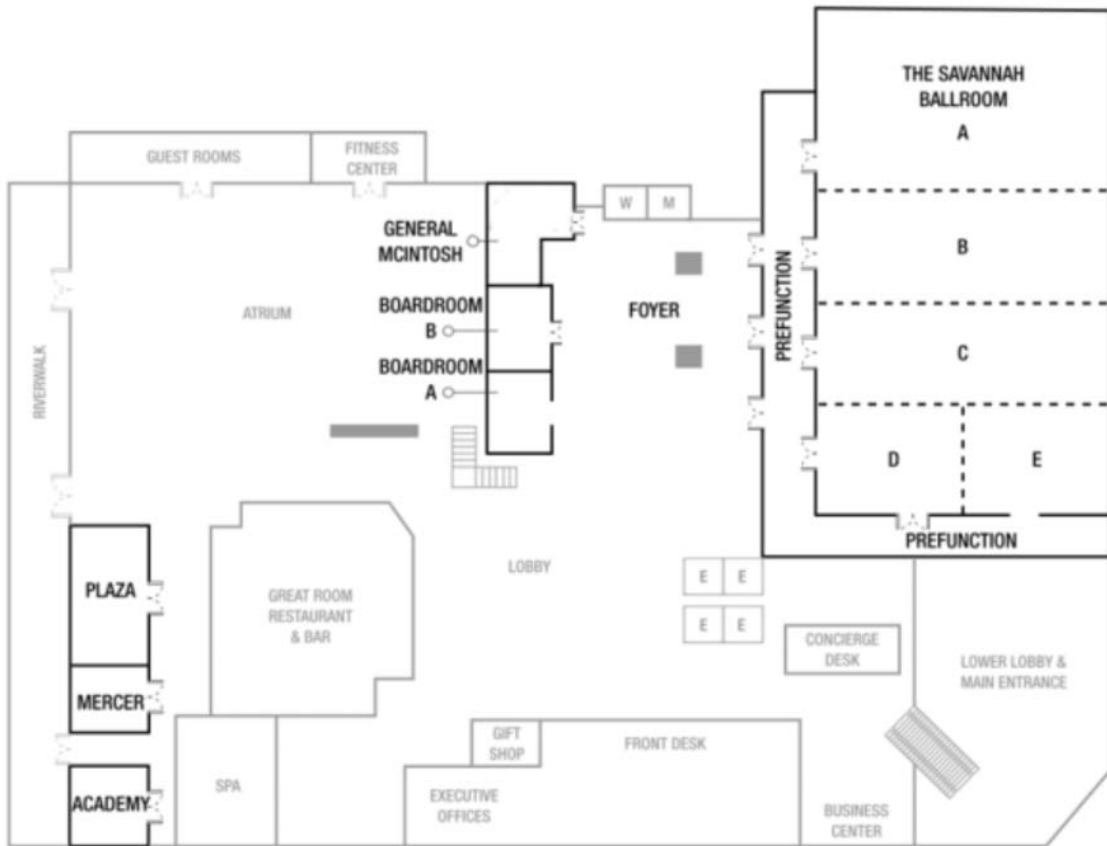 THE SAVANNAH
BALLROOM
A
GUEST ROOMS
FITNESS
CENTER
W
M
GENERAL
MCINTOSH
B
PREFUNCTION
BOARDROOM
B
FOYER
ATRIUM
RIVERWALK
C
BOARDROOM
A
D
E
PREFUNCTION
LOBBY
E
E
PLAZA
GREAT ROOM
RESTAURANT
& BAR
E
E
CONCIERGE
DESK
LOWER LOBBY &
MAIN ENTRANCE
MERCER
GIFT
SHOP
FRONT DESK
SPA
ACADEMY
EXECUTIVE
OFFICES
BUSINESS
CENTER